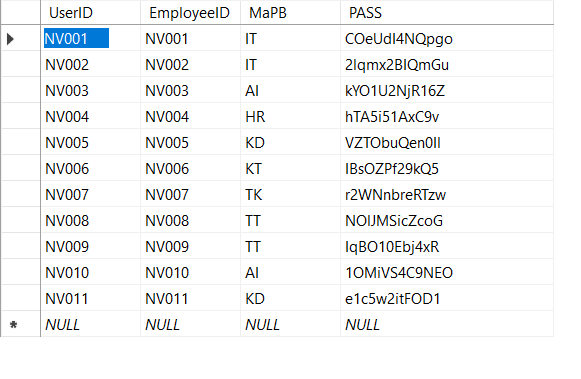 UserID EmployeeID MaPB PASS
NV001 NV001 IT COeUdI4NQpgo
NV002 NV002 IT 2Iqmx2BIQmGu
NV003 NV003 AI kYO1U2NjR16Z
NV004 NV004 HR hTA5i51AxC9v
NV005 NV005 KD VZTObuQen0II
NV006 NV006 KT IBsOZPf29kQ5
NV007 NV007 TK r2WNnbreRTzw
NV008 NV008 TT NOIJMSicZcoG
NV009 NV009 TT IqBO10Ebj4xR
NV010 NV010 AI 1OMiVS4C9NEO
NV011 NV011 KD e1c5w2itFOD1
NULL NULL NULL NULL